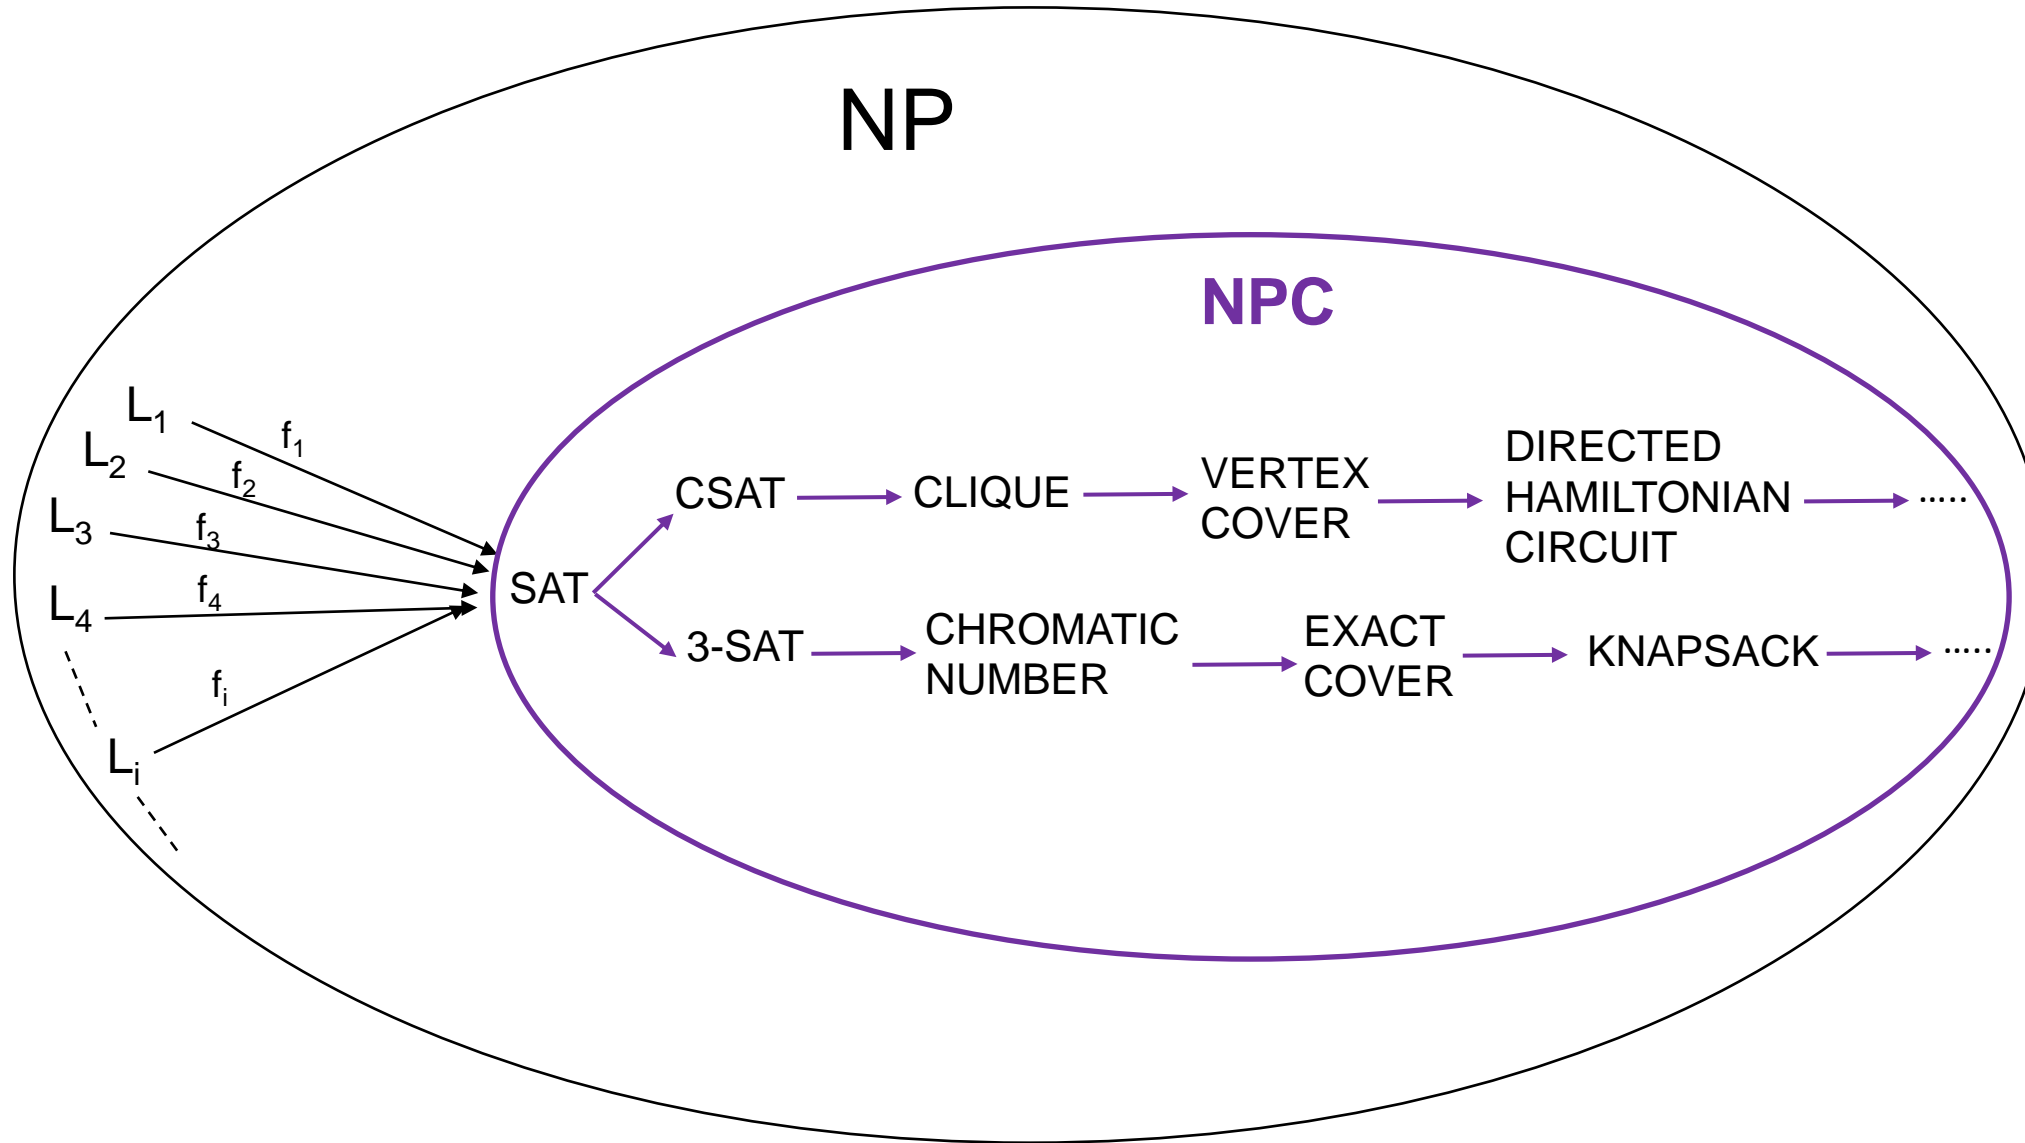 NP
NPC
L1
f1
L2
f2
L3
f3
L4
f4
Li
fi
SAT
CSAT
CLIQUE
VERTEX
COVER
DIRECTED
HAMILTONIAN
CIRCUIT
.....
3-SAT
CHROMATIC
NUMBER
EXACT
COVER
KNAPSACK
.....